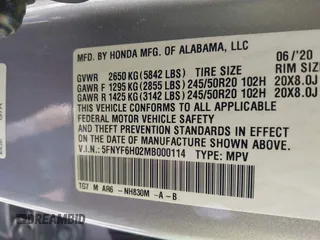 MFD. BY HONDA MFG. OF ALABAMA, LLC 06/'20
GVWR 2650 KG (5842 LBS) TIRE SIZE RIM SIZE
GAWR F 1295 KG (2855 LBS) 245/50R20 102H 20X8.0J
GAWR R 1425 KG (3142 LBS) 245/50R20 102H 20X8.0J
THIS VEHICLE CONFORMS TO ALL APPLICABLE
FEDERAL MOTOR VEHICLE SAFETY AND
THEFT PREVENTION STANDARDS IN EFFECT ON
THE DATE OF MANUFACTURE SHOWN ABOVE.
V.I.N.: 5FNYF6H02MB000114 TYPE: MPV
TG7 M AR6 -NH830M -A -B
DREAMBID